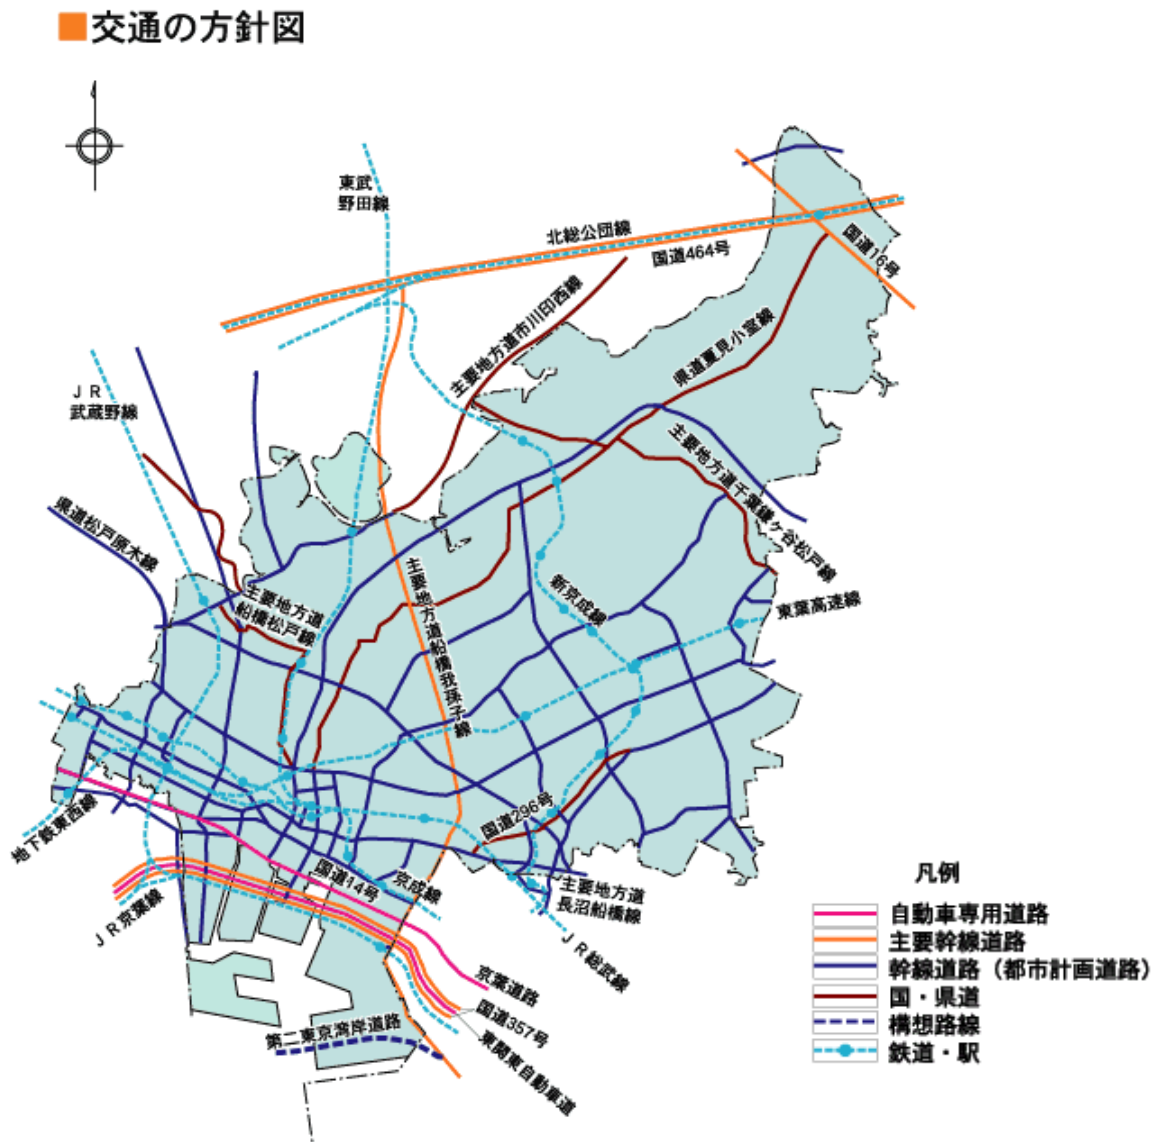 ■交通の方針図
東武
野田線
北総公団線
国道464号
国道16号
主要地方道市川印西線
県道夏見小室線
JR
武蔵野線
主要地方道千葉鎌ヶ谷松戸線
県道松戸原木線
主要地方道
船橋松戸線
主要地方道船橋我孫子線
新京成線
東葉高速線
地下鉄東西線
国道296号
国道14号
京成線
主要地方道
長沼船橋線
JR京葉線
JR総武線
京葉道路
国道357号
東関東自動車道
第二東京湾岸道路
凡例
自動車専用道路
主要幹線道路
幹線道路（都市計画道路）
国・県道
構想路線
鉄道・駅